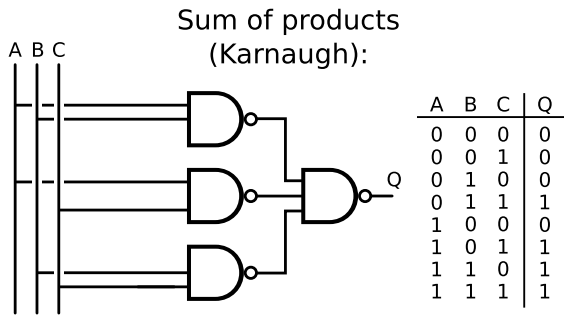 Sum of products
(Karnaugh):
A B C
Q
A B C Q
0 0 0 0
0 0 1 0
0 1 0 0
0 1 1 1
1 0 0 0
1 0 1 1
1 1 0 1
1 1 1 1